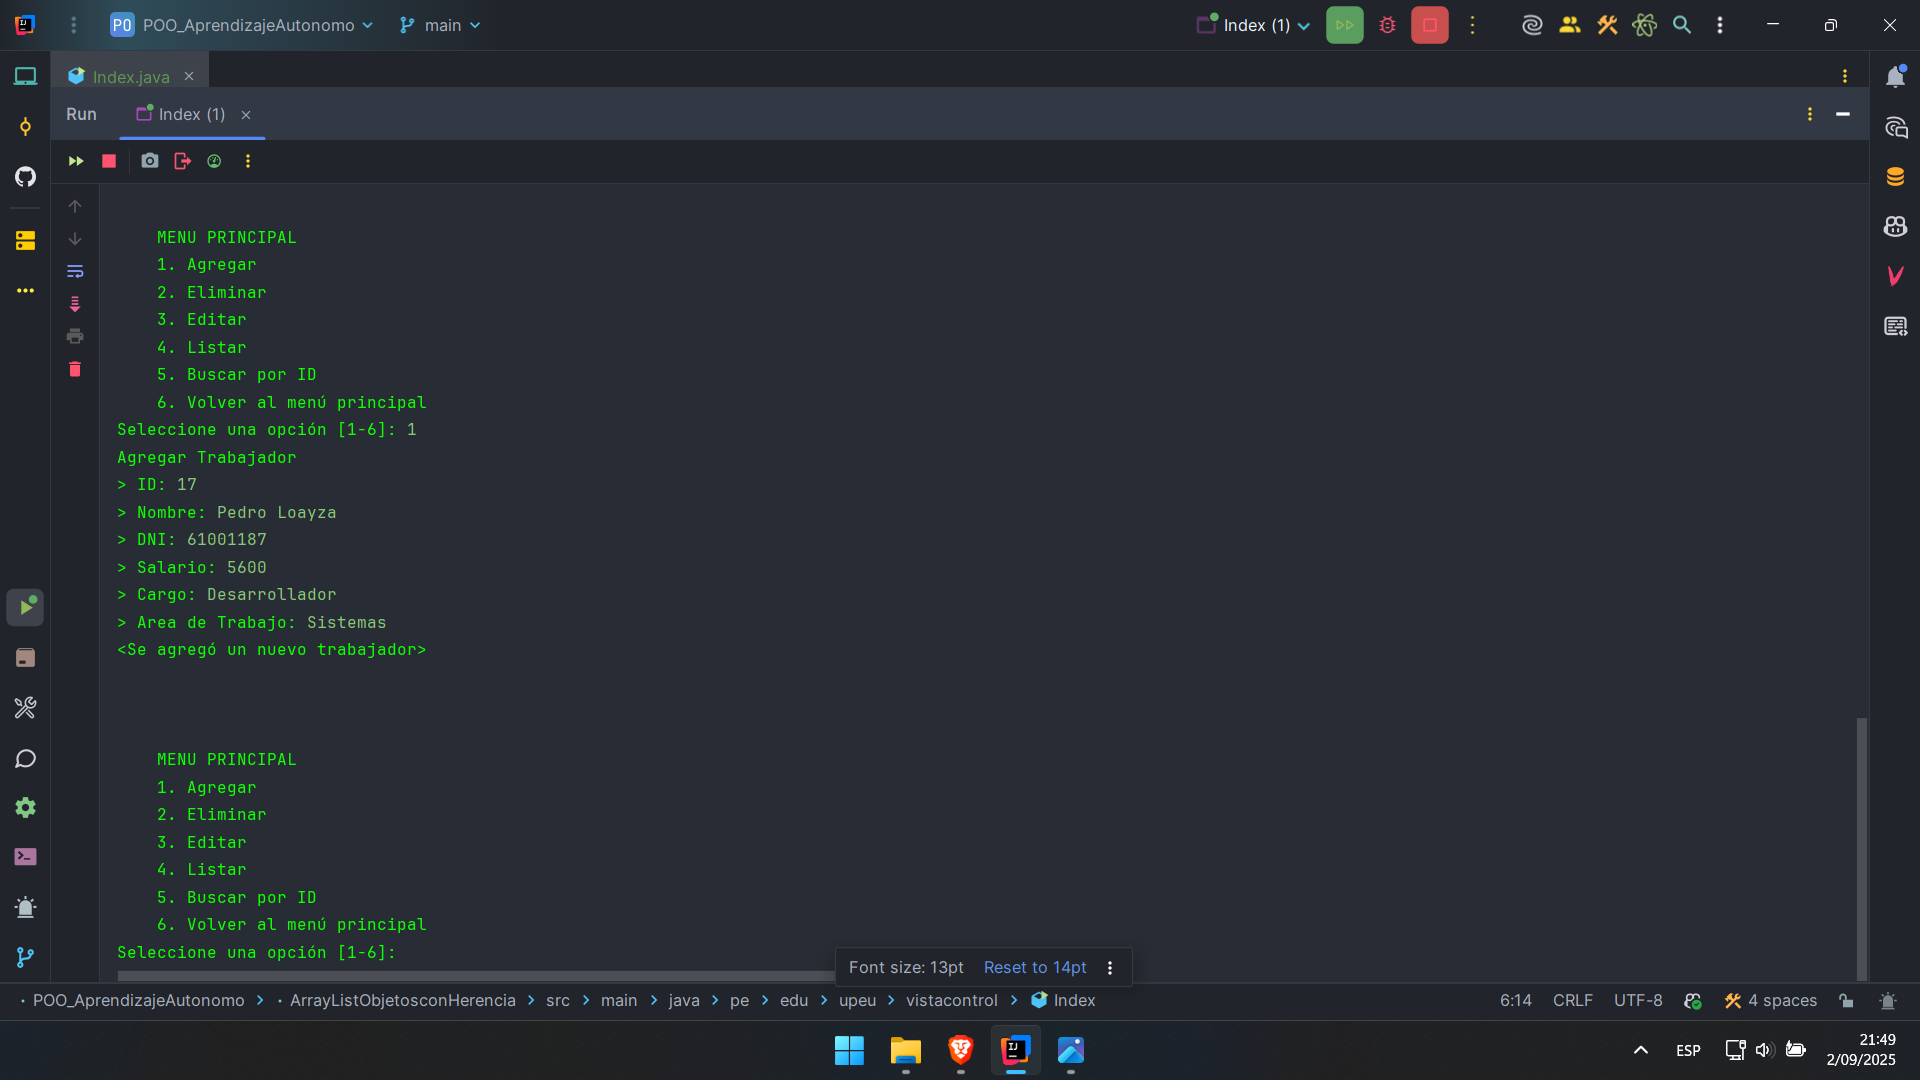 PO POO_AprendizajeAutonomo main Index (1)
Index.java
Run Index (1)
MENU PRINCIPAL
1. Agregar
2. Eliminar
3. Editar
4. Listar
5. Buscar por ID
6. Volver al menú principal
Seleccione una opción [1-6]: 1
Agregar Trabajador
> ID: 17
> Nombre: Pedro Loayza
> DNI: 61001187
> Salario: 5600
> Cargo: Desarrollador
> Area de Trabajo: Sistemas
<Se agregó un nuevo trabajador>
MENU PRINCIPAL
1. Agregar
2. Eliminar
3. Editar
4. Listar
5. Buscar por ID
6. Volver al menú principal
Seleccione una opción [1-6]:
Font size: 13pt Reset to 14pt
POO_AprendizajeAutonomo > ArrayListObjetosconHerencia > src > main > java > pe > edu > upeu > vistacontrol > Index 6:14 CRLF UTF-8 4 spaces
ESP 21:49
2/09/2025